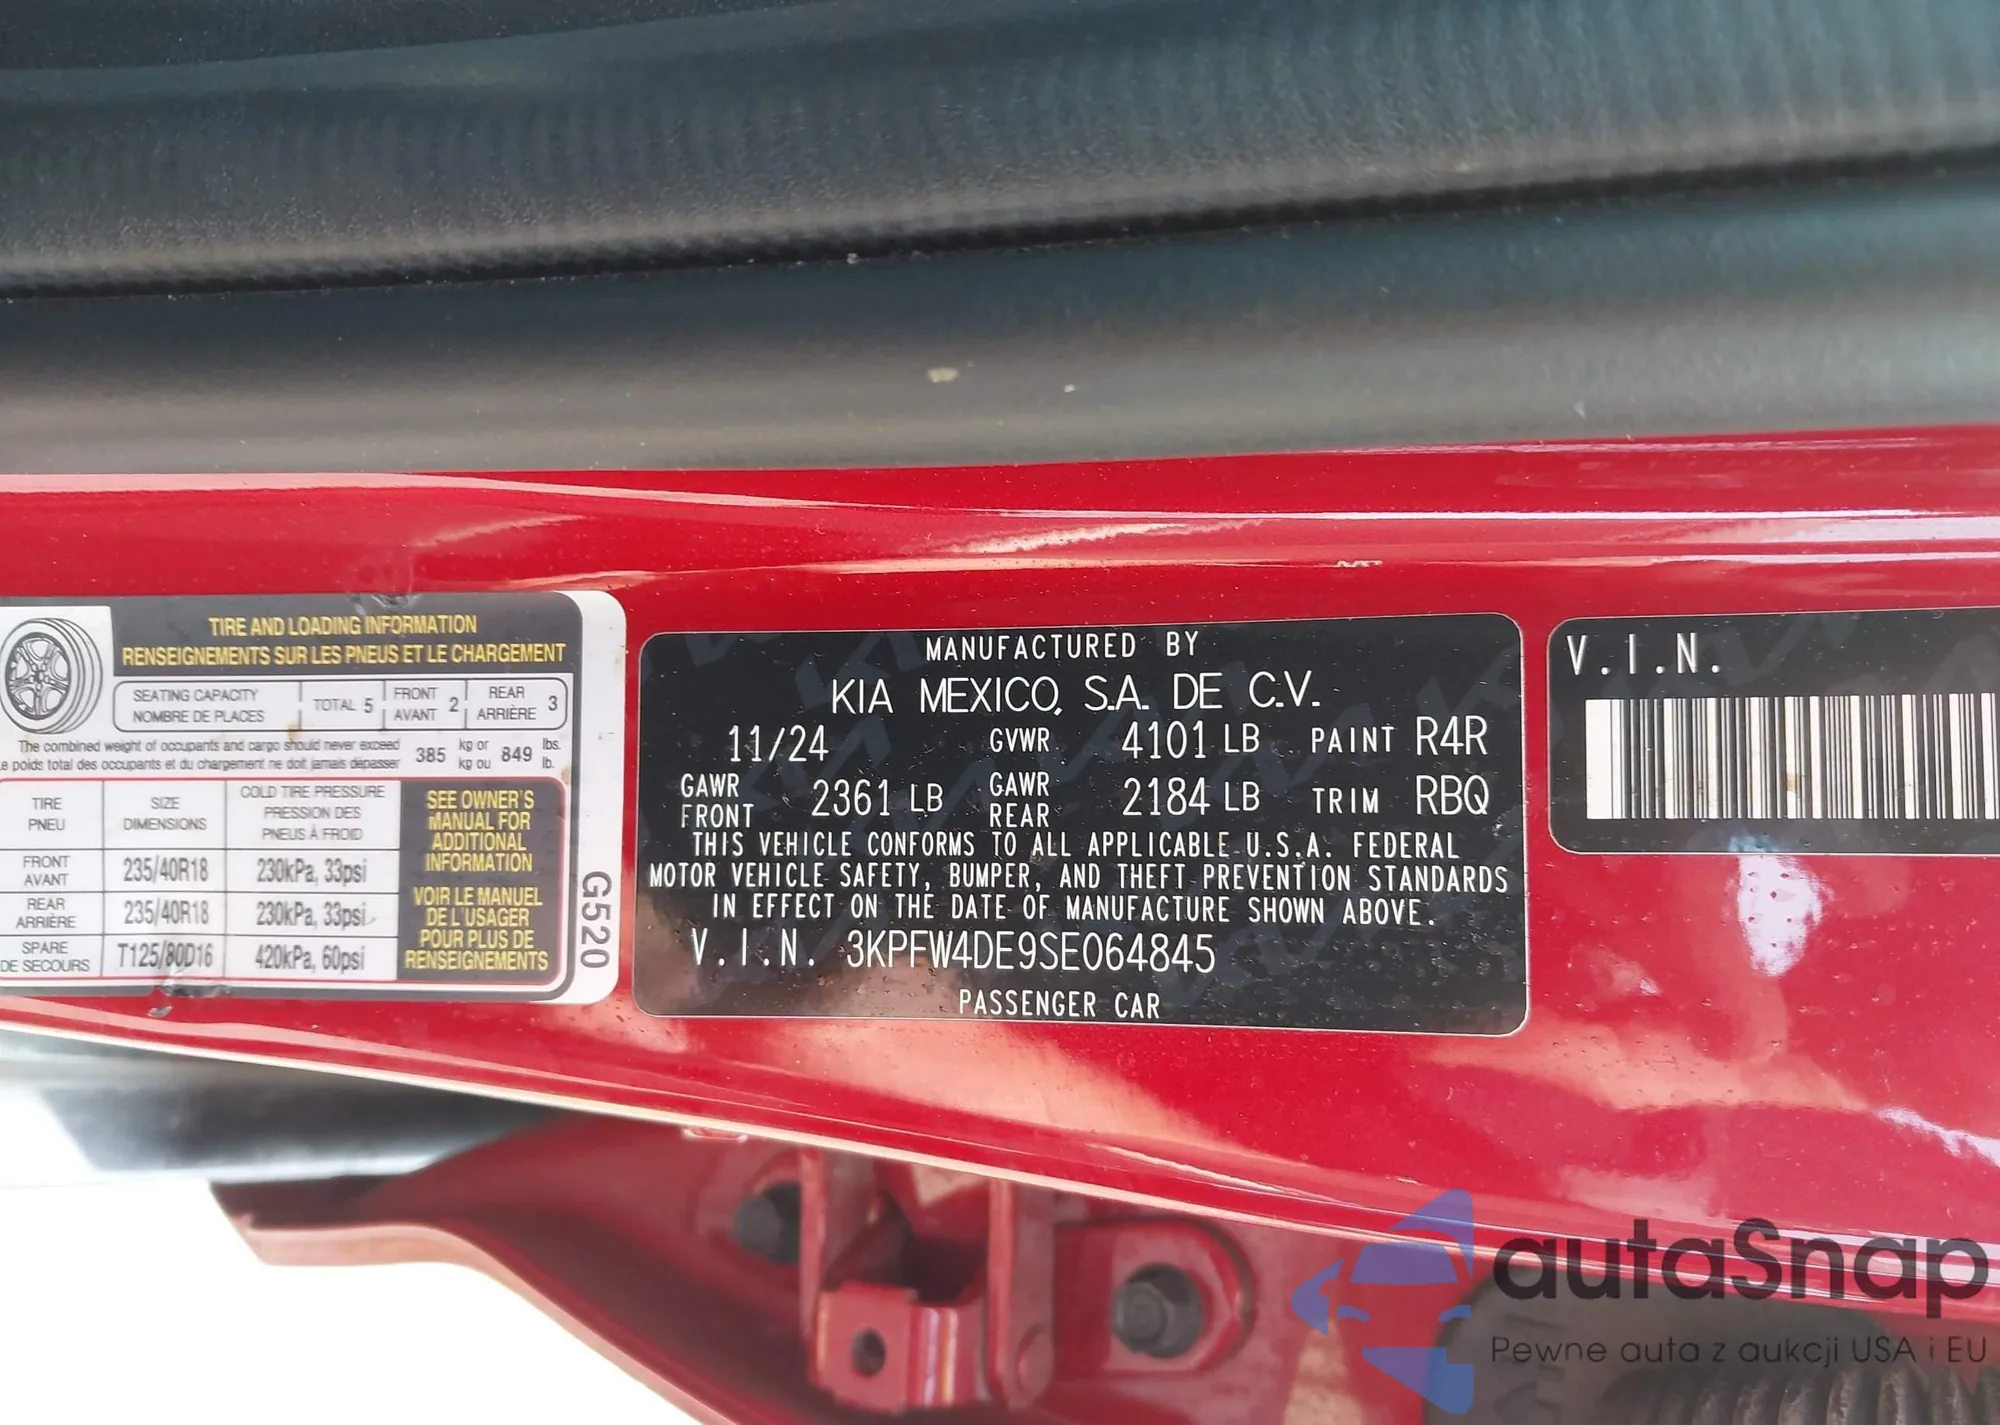 TIRE AND LOADING INFORMATION
RENSEIGNEMENTS SUR LES PNEUS ET LE CHARGEMENT
SEATING CAPACITY
NOMBRE DE PLACES
TOTAL 5
FRONT
AVANT
2
REAR
ARRIÈRE
3
The combined weight of occupants and cargo should never exceed
e poids total des occupants et du chargement ne doit jamais dépasser
385 kg or
kg ou
849 lbs.
lb.
TIRE
PNEU
SIZE
DIMENSIONS
COLD TIRE PRESSURE
PRESSION DES
PNEUS À FROID
FRONT
AVANT
235/40R18
230kPa, 33psi
REAR
ARRIÈRE
235/40R18
230kPa, 33psi
SPARE
DE SECOURS
T125/80D16
420kPa, 60psi
SEE OWNER'S
MANUAL FOR
ADDITIONAL
INFORMATION
VOIR LE MANUEL
DE L'USAGER
POUR PLUS DE
RENSEIGNEMENTS
G520
MANUFACTURED BY
KIA MEXICO, S.A. DE C.V.
11/24 GVWR 4101 LB PAINT R4R
GAWR
FRONT
2361 LB
GAWR
REAR
2184 LB
TRIM RBQ
THIS VEHICLE CONFORMS TO ALL APPLICABLE U.S.A. FEDERAL
MOTOR VEHICLE SAFETY, BUMPER, AND THEFT PREVENTION STANDARDS
IN EFFECT ON THE DATE OF MANUFACTURE SHOWN ABOVE.
V.I.N. 3KPFW4DE9SE064845
PASSENGER CAR
V.I.N.
autaSnap
Pewne auta z aukcji USA i EU